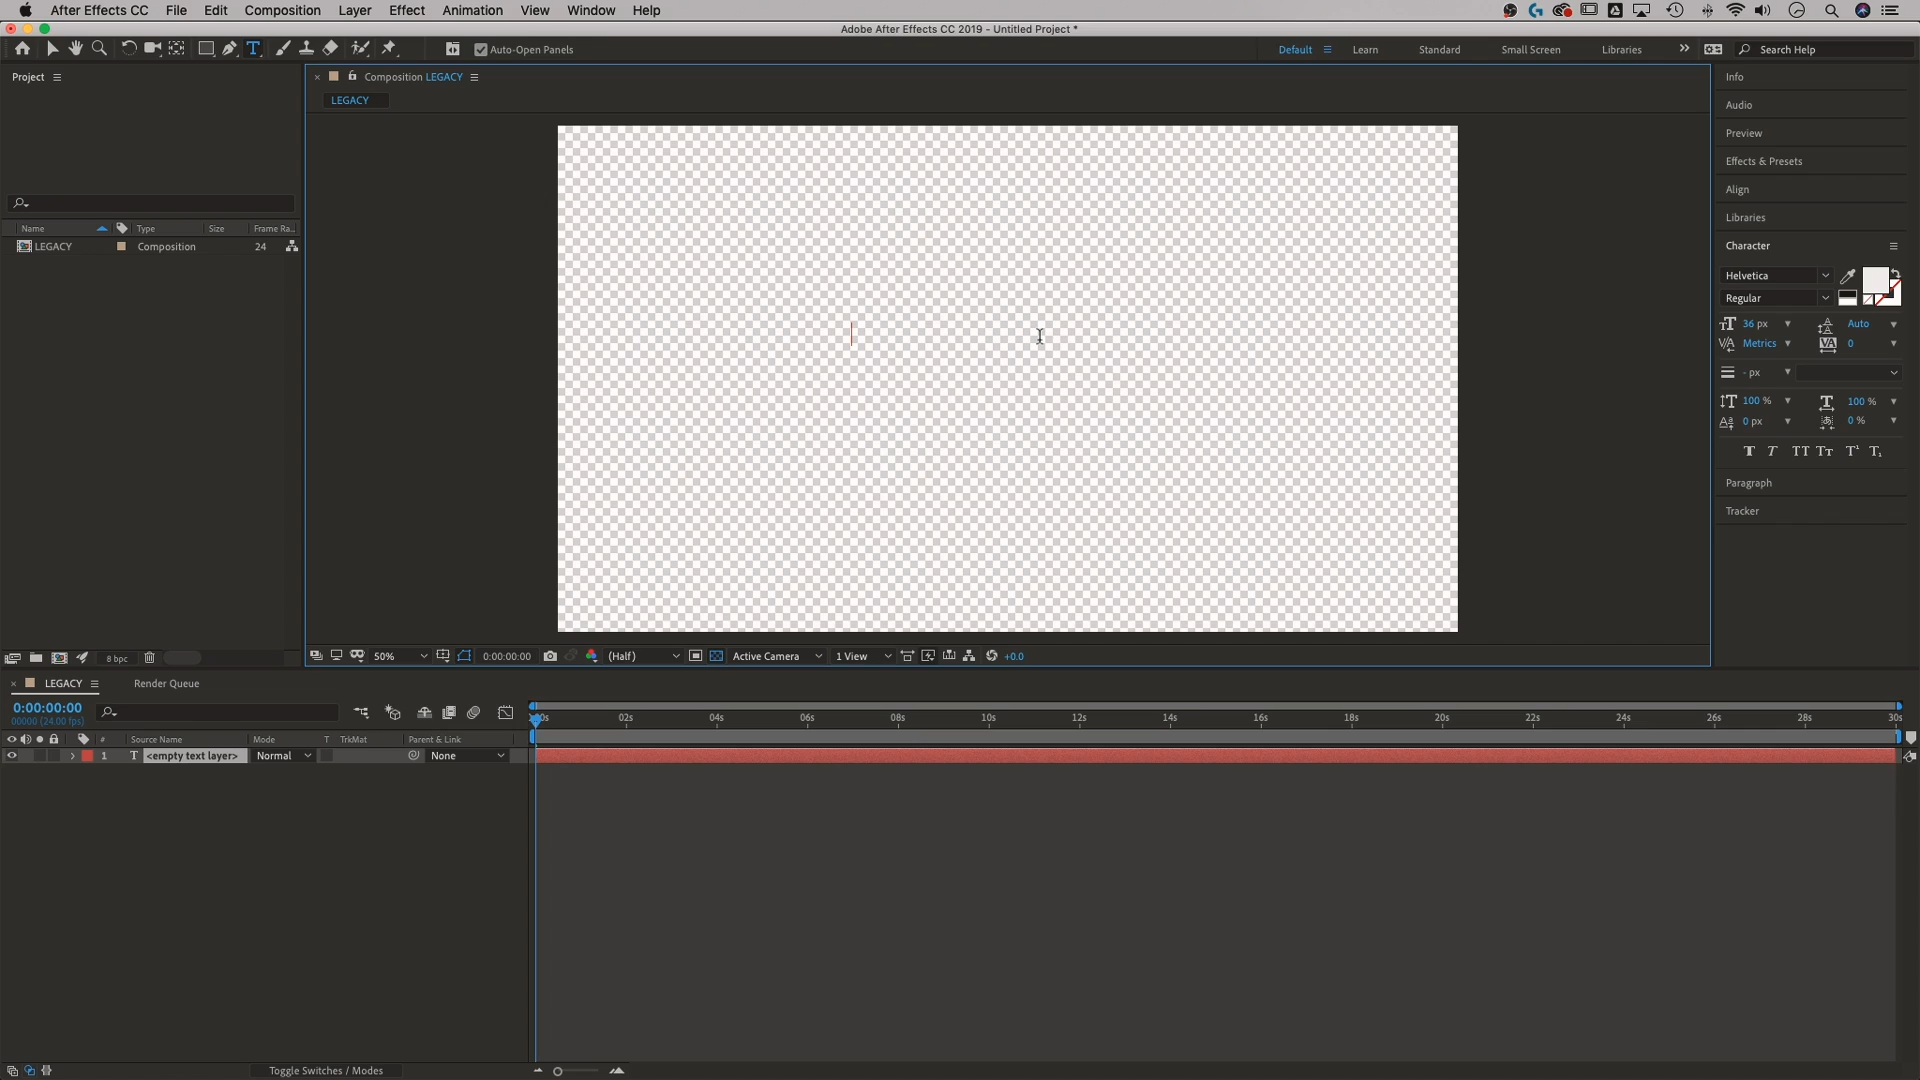 After Effects CC File Edit Composition Layer Effect Animation View Window Help
Adobe After Effects CC 2019 - Untitled Project *
Auto-Open Panels Default Learn Standard Small Screen Libraries Search Help
Project
Composition LEGACY
LEGACY
Name Type Size Frame Ra...
LEGACY Composition 24
Info
Audio
Preview
Effects & Presets
Align
Libraries
Character
Helvetica
Regular
36 px Auto
Metrics 0
- px
100 % 100 %
0 px 0 %
T T TT Tт T¹ T₁
Paragraph
Tracker
8 bpc
50% 0:00:00:00 (Half) Active Camera 1 View +0.0
LEGACY Render Queue
0:00:00:00
00000 (24.00 fps)
02s 04s 06s 08s 10s 12s 14s 16s 18s 20s 22s 24s 26s 28s 30s
# Source Name Mode T TrkMat Parent & Link
1 T <empty text layer> Normal None
Toggle Switches / Modes